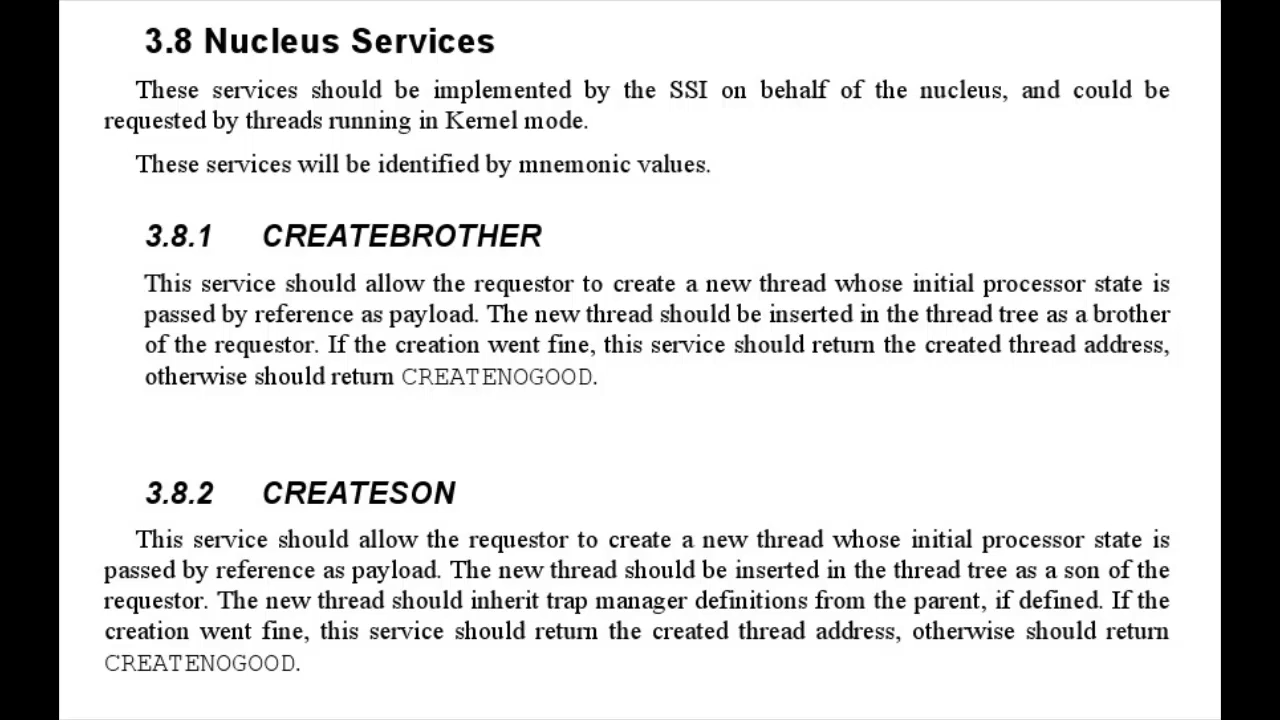 3.8 Nucleus Services
These services should be implemented by the SSI on behalf of the nucleus, and could be
requested by threads running in Kernel mode.
These services will be identified by mnemonic values.
3.8.1 CREATEBROTHER
This service should allow the requestor to create a new thread whose initial processor state is
passed by reference as payload. The new thread should be inserted in the thread tree as a brother
of the requestor. If the creation went fine, this service should return the created thread address,
otherwise should return CREATENOGOOD.
3.8.2 CREATESON
This service should allow the requestor to create a new thread whose initial processor state is
passed by reference as payload. The new thread should be inserted in the thread tree as a son of the
requestor. The new thread should inherit trap manager definitions from the parent, if defined. If the
creation went fine, this service should return the created thread address, otherwise should return
CREATENOGOOD.